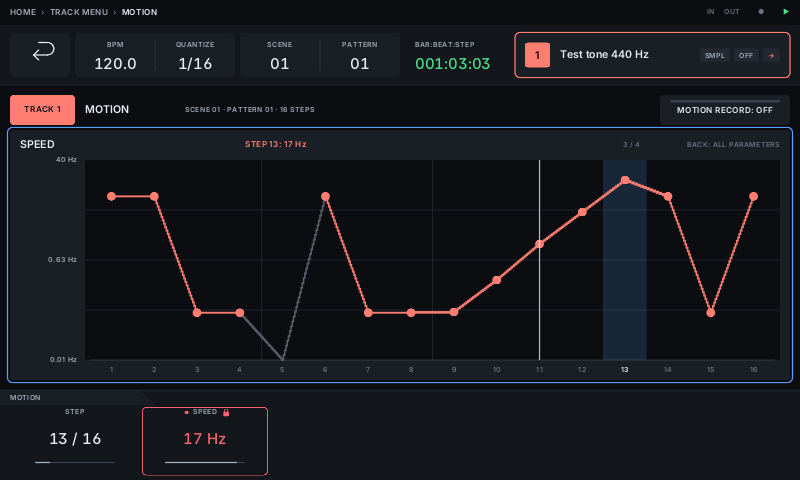 HOME › TRACK MENU › MOTION IN OUT
BPM QUANTIZE SCENE PATTERN BAR:BEAT:STEP
120.0 1/16 01 01 001:03:03
1 Test tone 440 Hz SMPL OFF →
TRACK 1 MOTION SCENE 01 · PATTERN 01 · 16 STEPS MOTION RECORD: OFF
SPEED STEP 13: 17 Hz 3 / 4 BACK: ALL PARAMETERS
40 Hz
0.63 Hz
0.01 Hz
1 2 3 4 5 6 7 8 9 10 11 12 13 14 15 16
MOTION
STEP SPEED
13 / 16 17 Hz